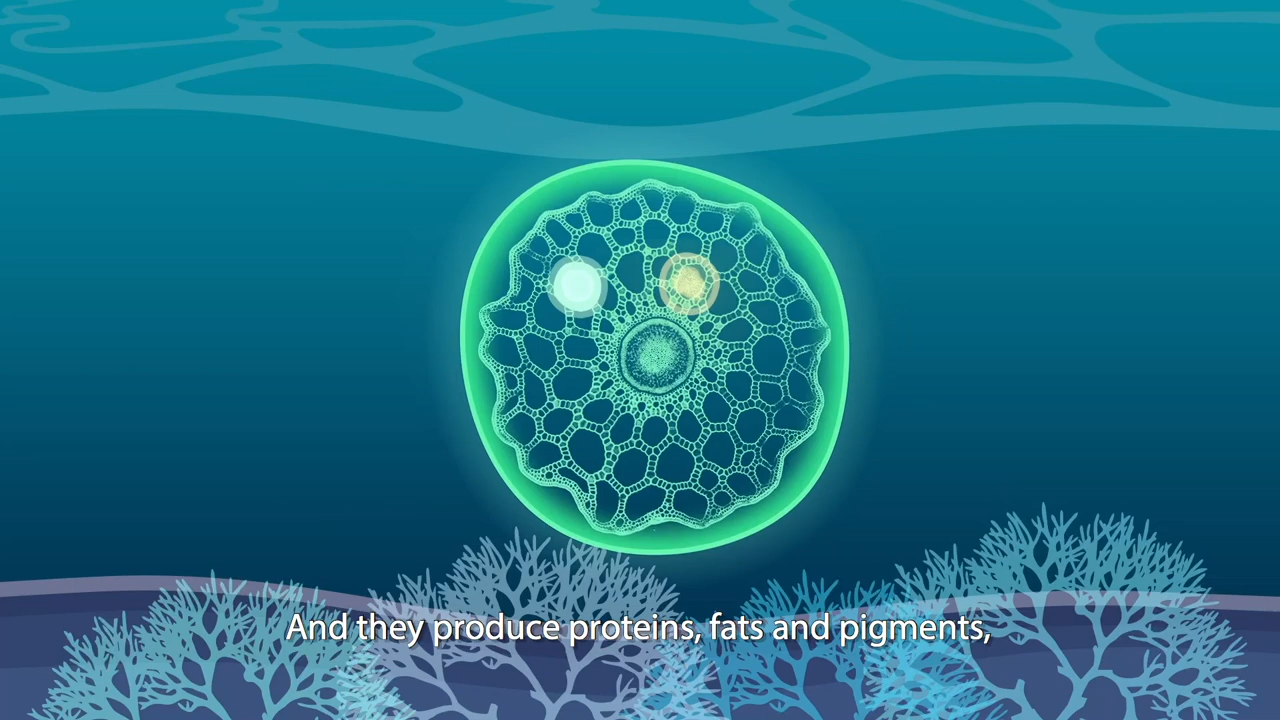 And they produce proteins, fats and pigments,